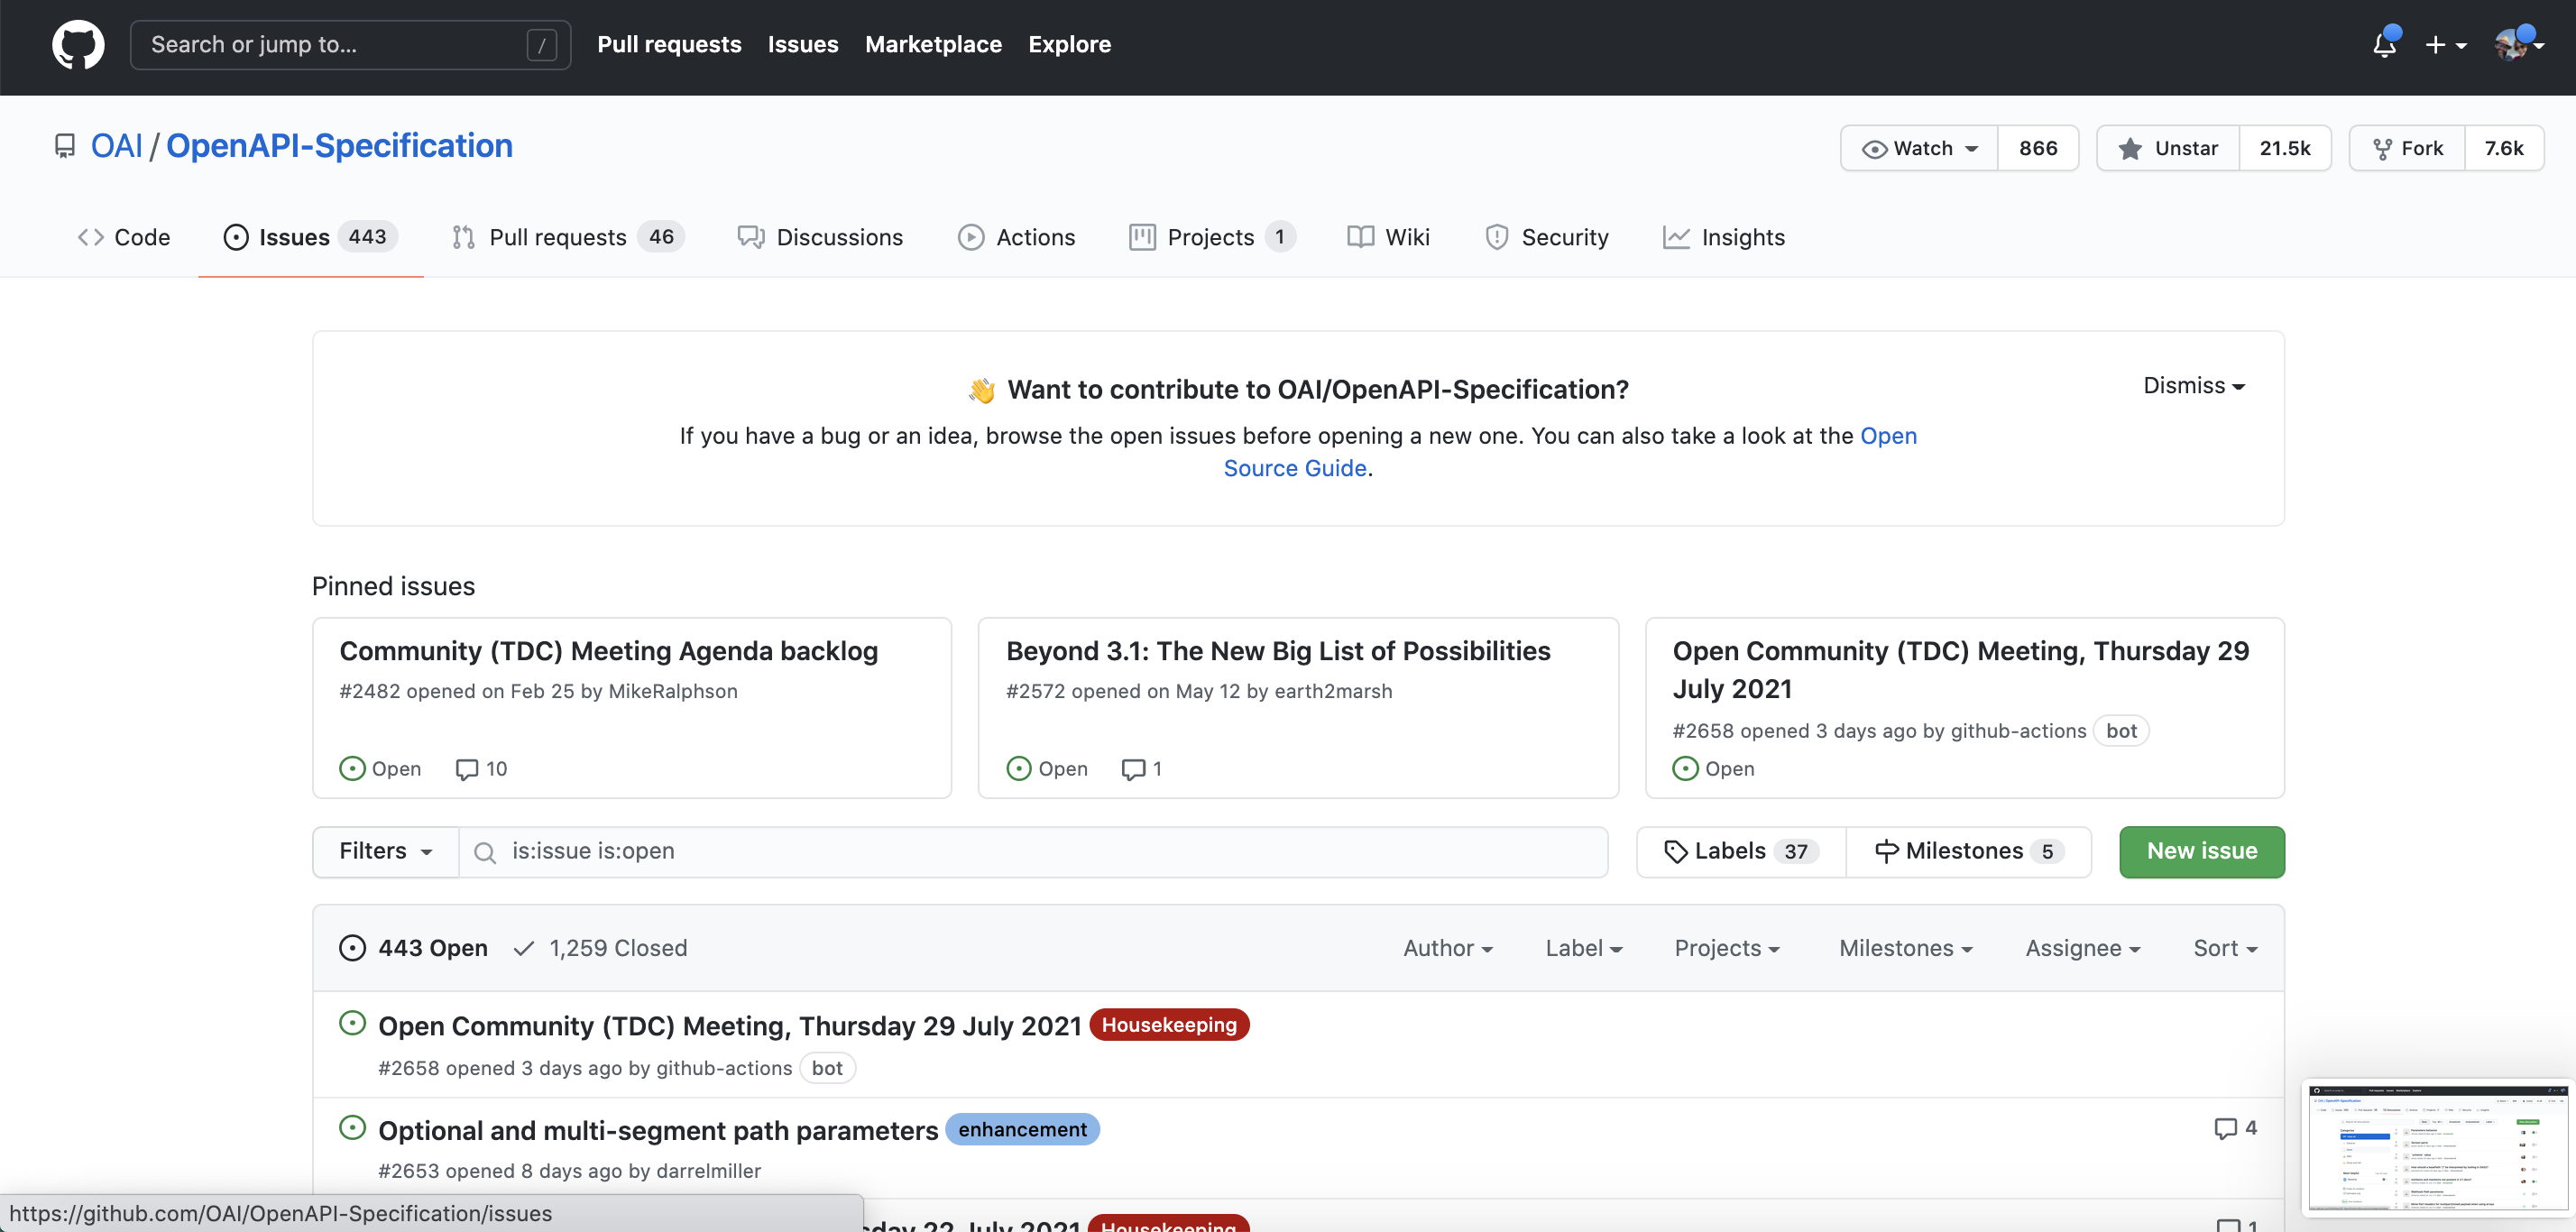 Search or jump to... /
Pull requests Issues Marketplace Explore
OAI / OpenAPI-Specification
Watch 866 Unstar 21.5k Fork 7.6k
Code Issues 443 Pull requests 46 Discussions Actions Projects 1 Wiki Security Insights
👋 Want to contribute to OAI/OpenAPI-Specification?
Dismiss
If you have a bug or an idea, browse the open issues before opening a new one. You can also take a look at the Open
Source Guide.
Pinned issues
Community (TDC) Meeting Agenda backlog
#2482 opened on Feb 25 by MikeRalphson
Open 10
Beyond 3.1: The New Big List of Possibilities
#2572 opened on May 12 by earth2marsh
Open 1
Open Community (TDC) Meeting, Thursday 29
July 2021
#2658 opened 3 days ago by github-actions bot
Open
Filters is:issue is:open Labels 37 Milestones 5 New issue
443 Open 1,259 Closed Author Label Projects Milestones Assignee Sort
Open Community (TDC) Meeting, Thursday 29 July 2021 Housekeeping
#2658 opened 3 days ago by github-actions bot
Optional and multi-segment path parameters enhancement 4
#2653 opened 8 days ago by darrelmiller
https://github.com/OAI/OpenAPI-Specification/issues
22 July 2021 Housekeeping 1